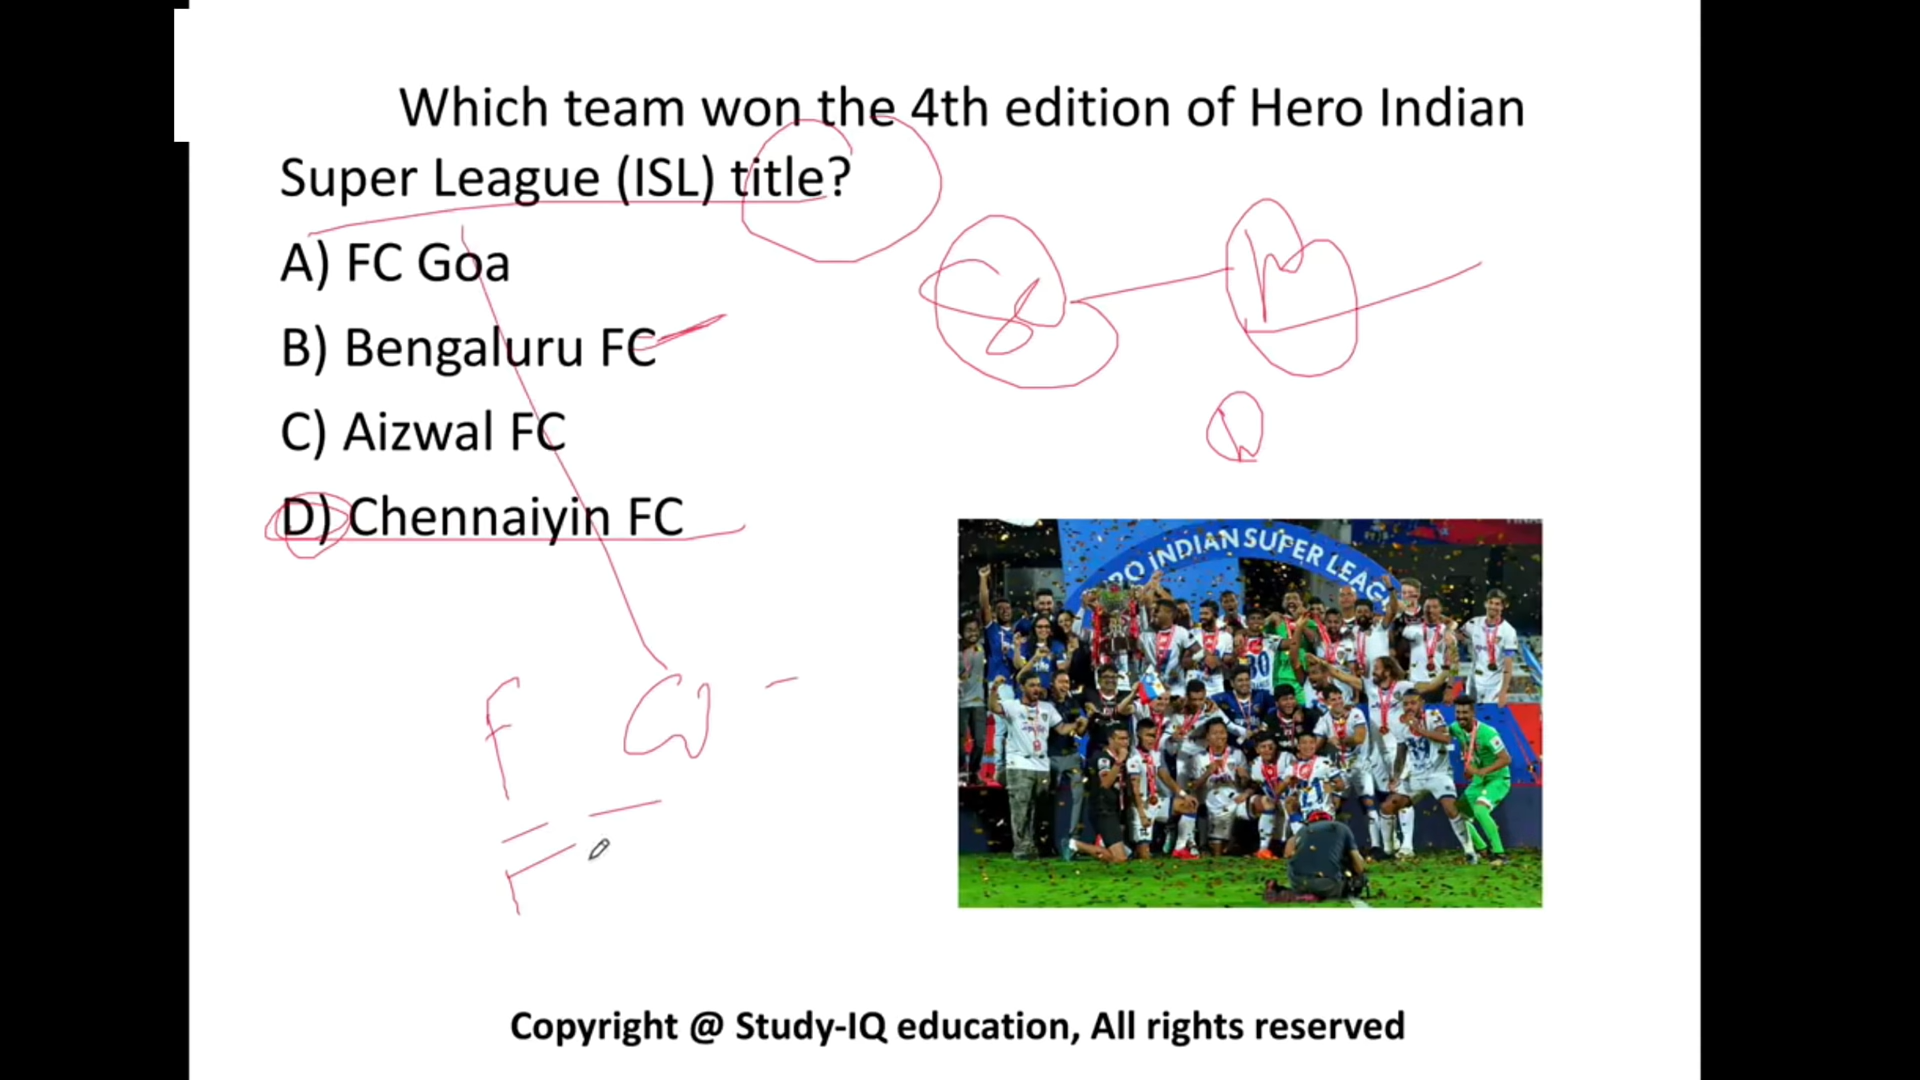 Which team won the 4th edition of Hero Indian
Super League (ISL) title?
A) FC Goa
B) Bengaluru FC
C) Aizwal FC
D) Chennaiyin FC
RO INDIAN SUPER LEAG
Copyright @ Study-IQ education, All rights reserved